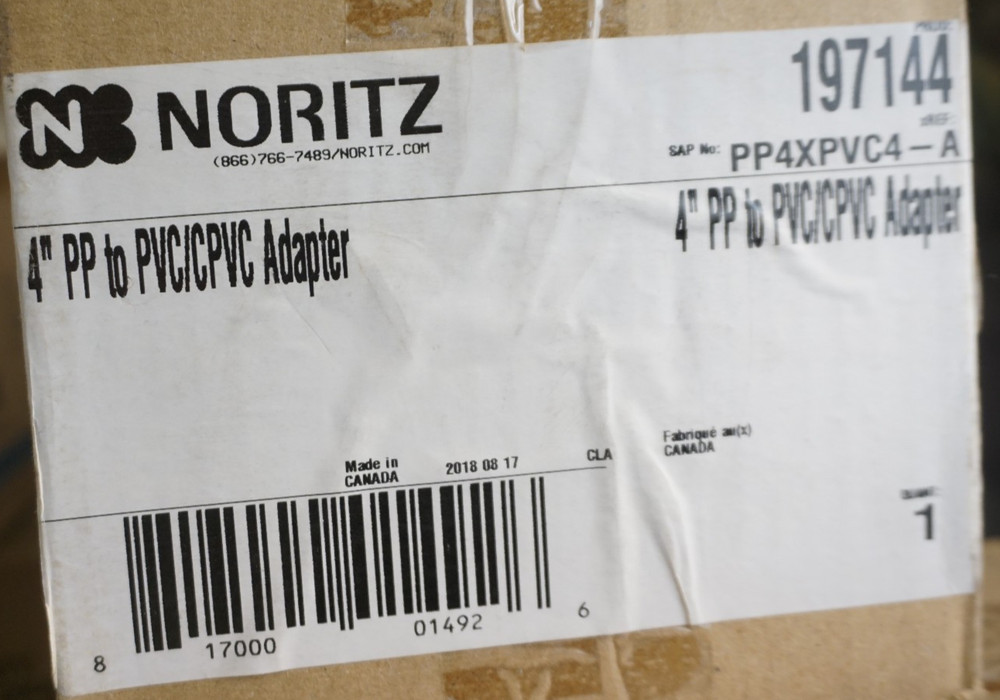 N NORITZ
(866)766-7489/NORITZ.COM
197144
SAP No: PP4XPVC4-A
4" PP to PVC/CPVC Adapter
4" PP to PVC/CPVC Adapter
Made in
CANADA
2018 08 17
CLA
Fabriqué au(x)
CANADA
1
8 17000 01492 6